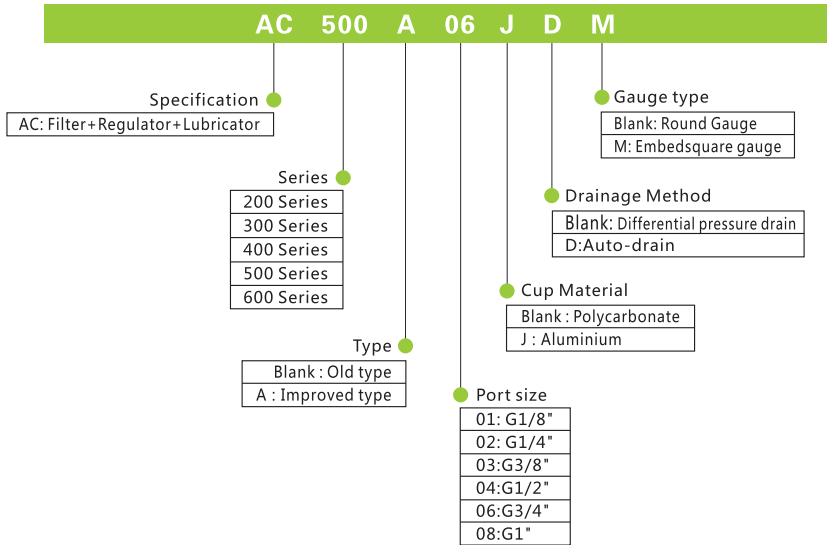 AC 500 A 06 J D M
Specification
AC: Filter+Regulator+Lubricator
Series
200 Series
300 Series
400 Series
500 Series
600 Series
Type
Blank : Old type
A : Improved type
Port size
01: G1/8"
02: G1/4"
03:G3/8"
04:G1/2"
06:G3/4"
08:G1"
Cup Material
Blank : Polycarbonate
J : Aluminium
Drainage Method
Blank: Differential pressure drain
D:Auto-drain
Gauge type
Blank: Round Gauge
M: Embedsquare gauge